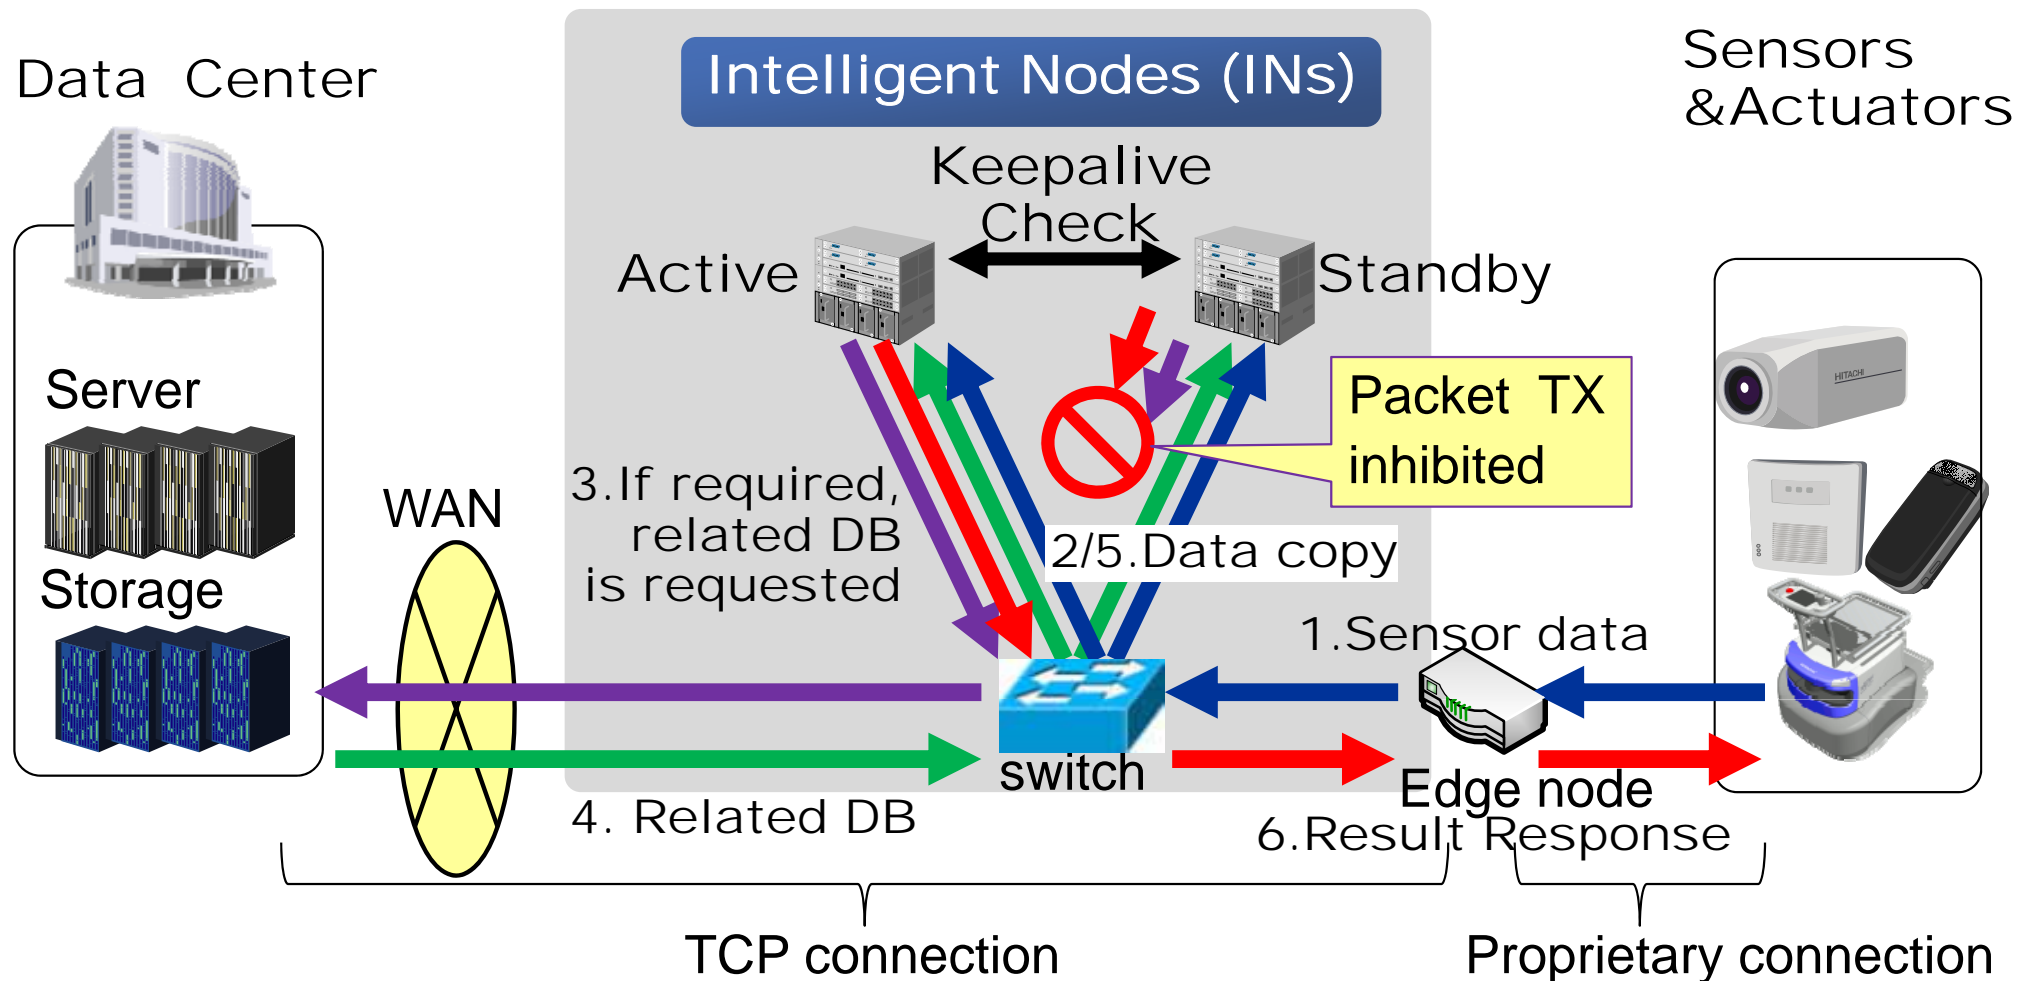 Data Center
Intelligent Nodes (INs)
Sensors
&Actuators
Keepalive
Check
Active
Standby
Server
Storage
WAN
3.If required,
related DB
is requested
Packet TX
inhibited
2/5.Data copy
1.Sensor data
HITACHI
switch
Edge node
4. Related DB
6.Result Response
TCP connection
Proprietary connection